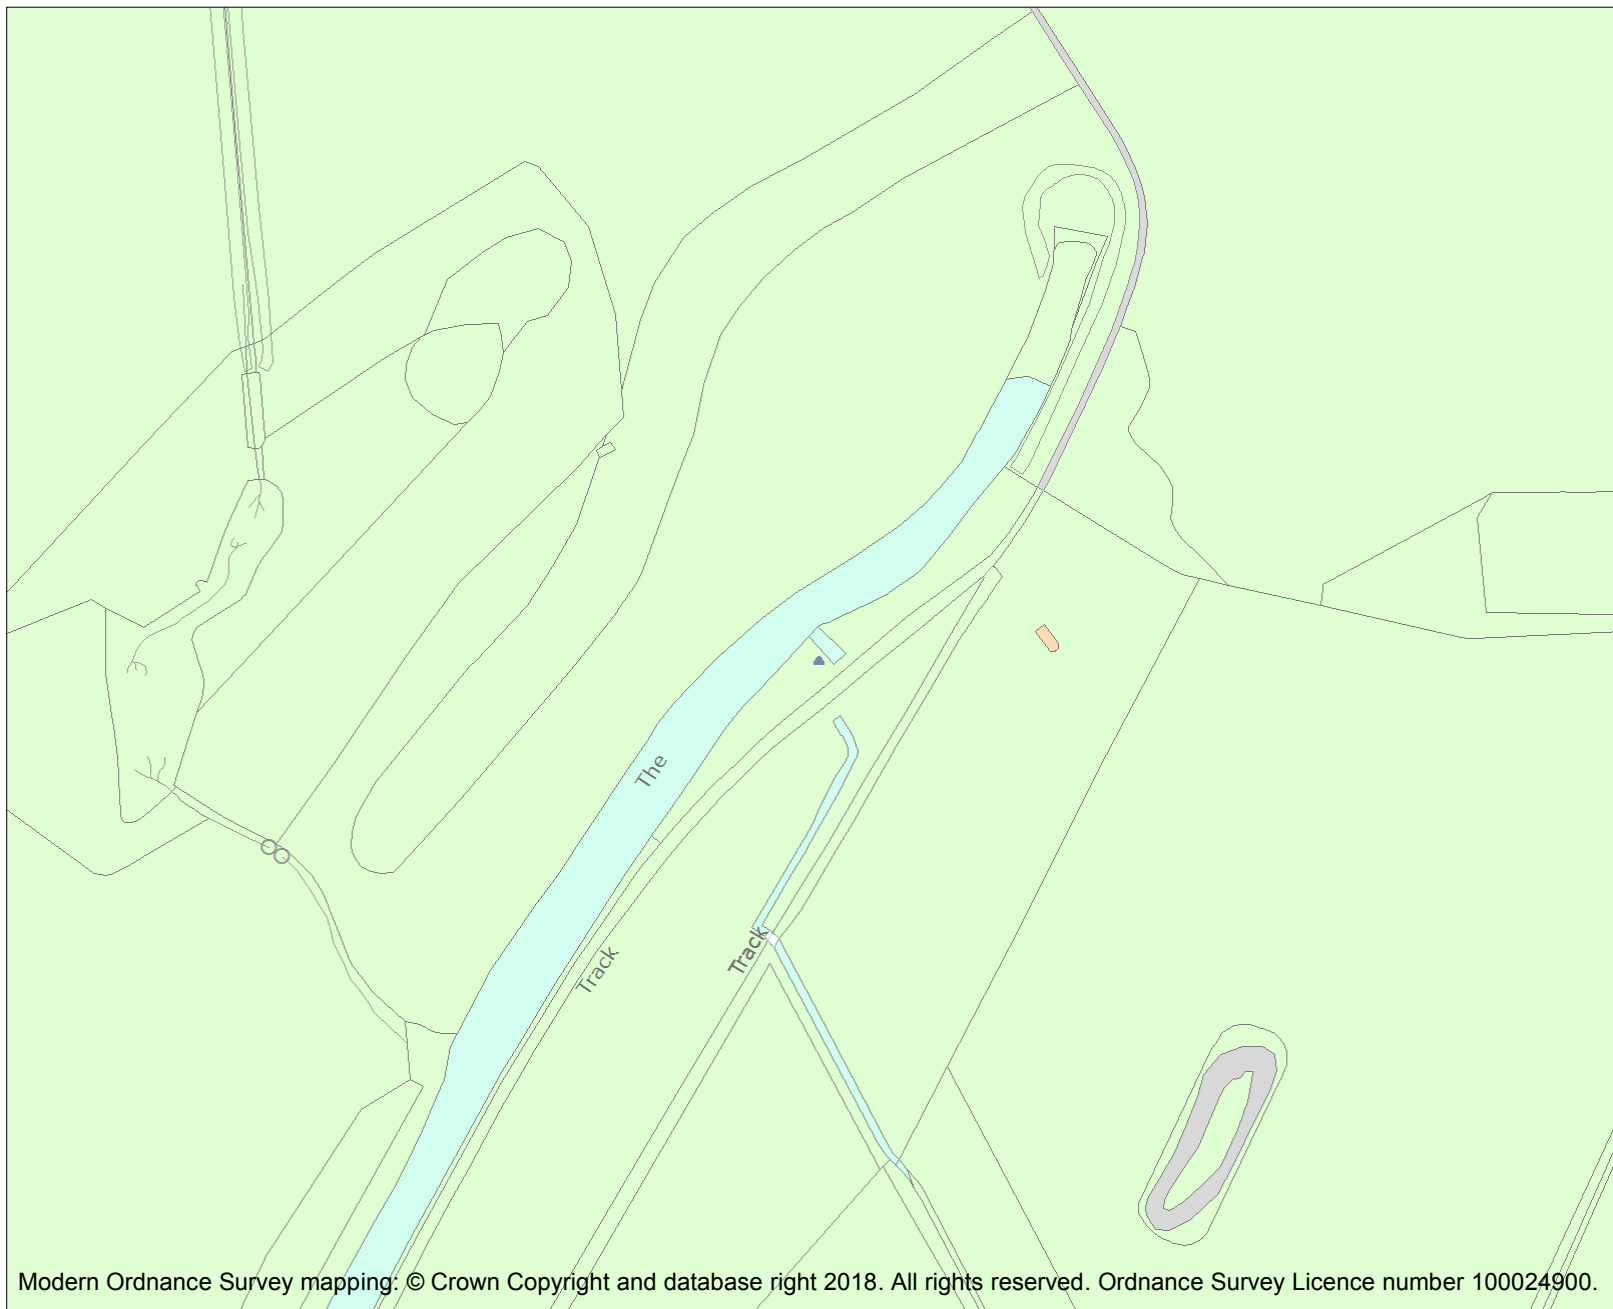 The
Track
Track
Modern Ordnance Survey mapping: © Crown Copyright and database right 2018. All rights reserved. Ordnance Survey Licence number 100024900.